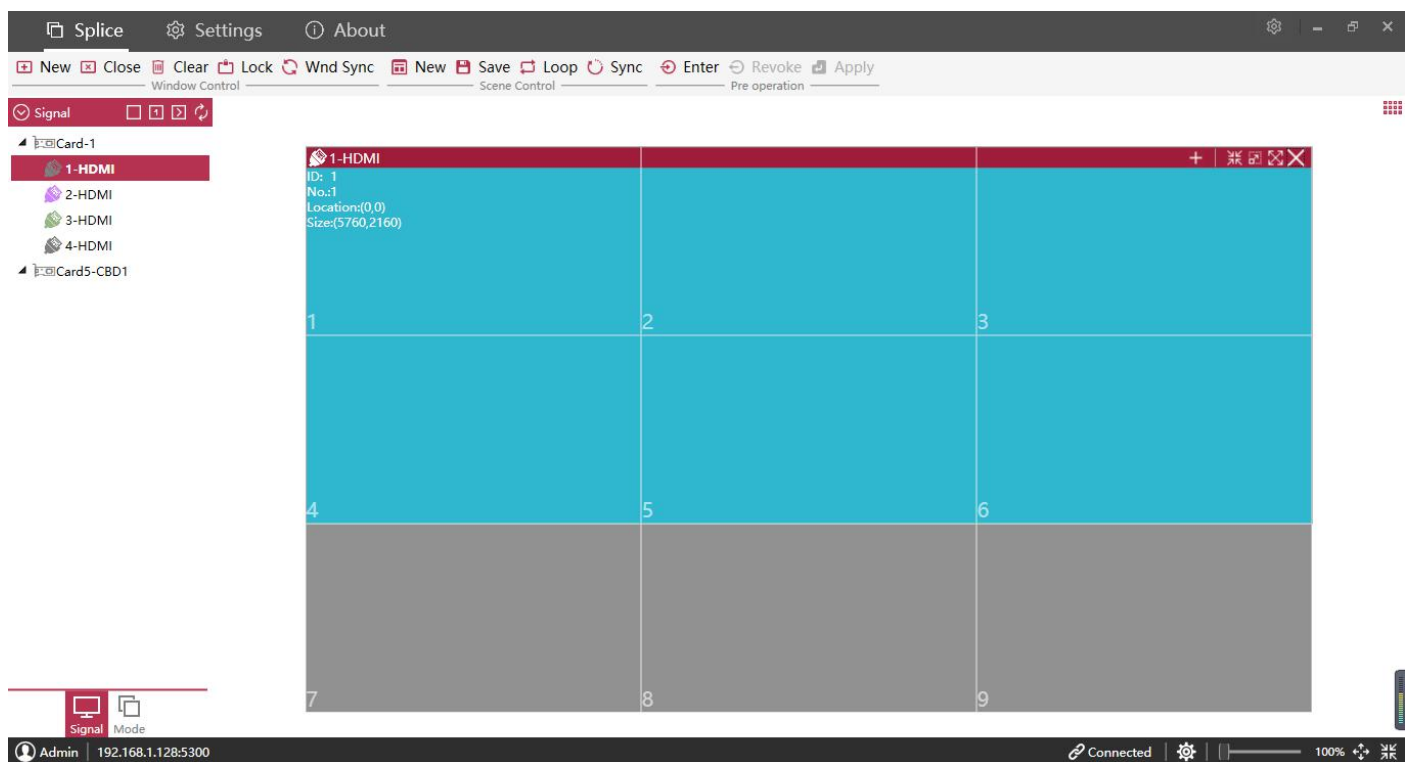 Splice Settings About
New Close Clear Lock Wnd Sync New Save Loop Sync Enter Revoke Apply
Window Control Scene Control Pre operation
Signal
Card-1
1-HDMI
2-HDMI
3-HDMI
4-HDMI
Card5-CBD1
1-HDMI
ID: 1
No.:1
Location:(0,0)
Size:(5760,2160)
1 2 3
4 5 6
7 8 9
Signal Mode
Admin 192.168.1.128:5300 Connected 100%